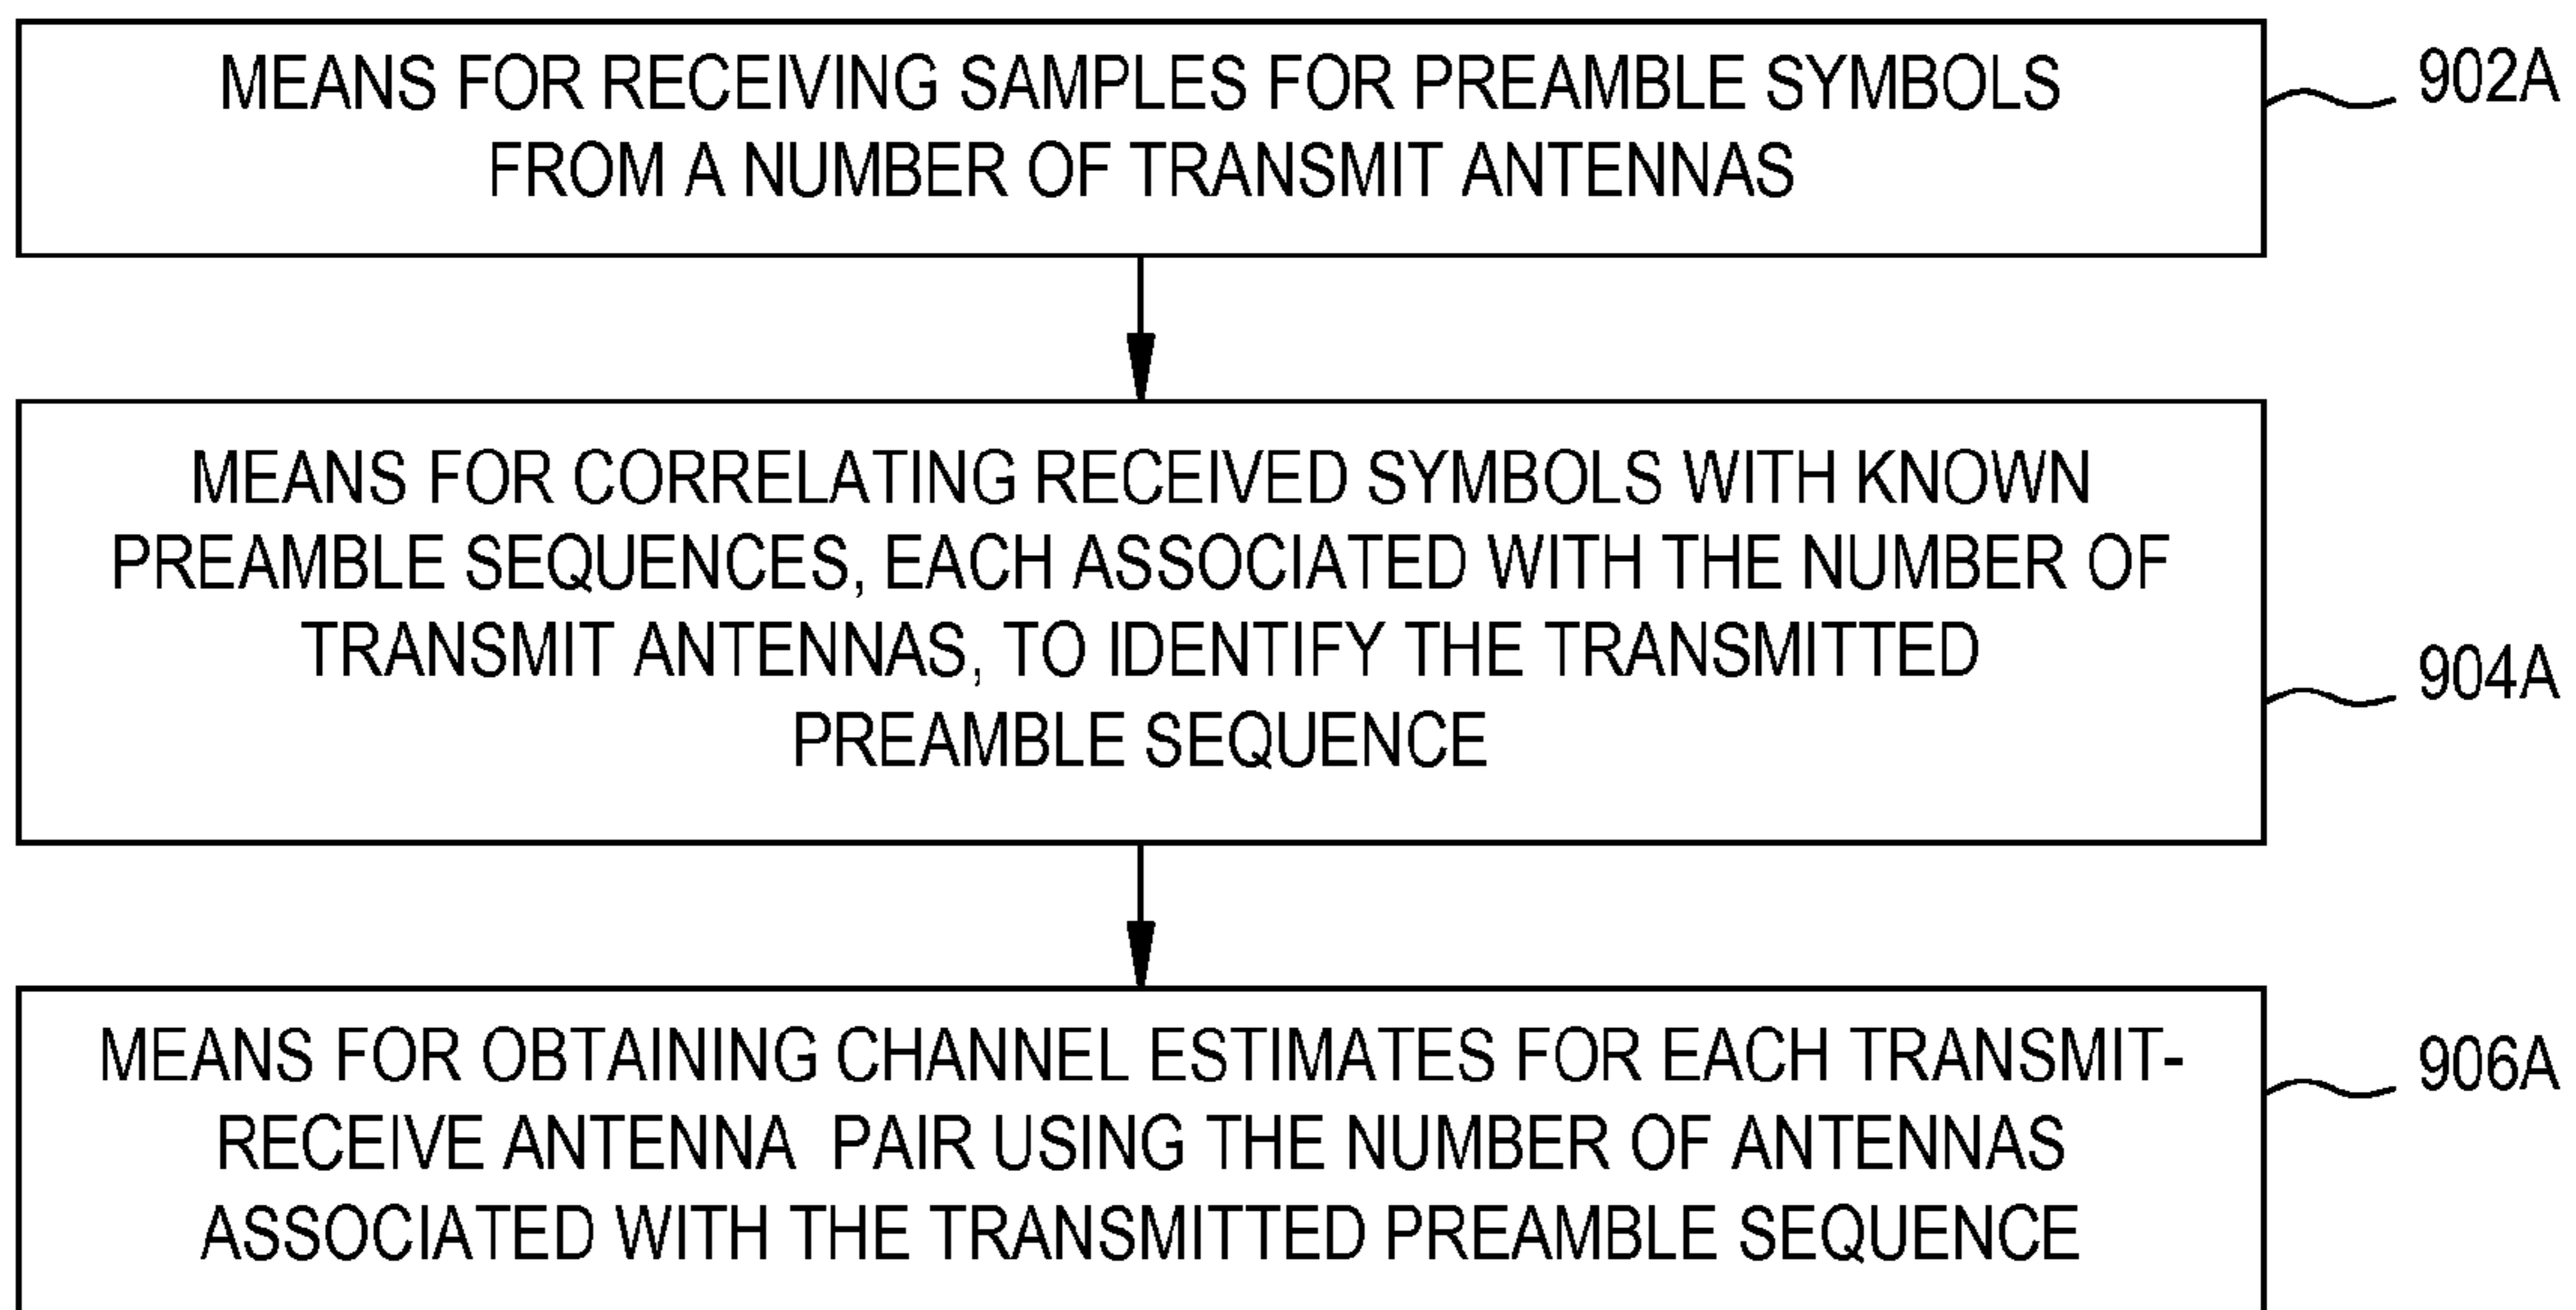 MEANS FOR RECEIVING SAMPLES FOR PREAMBLE SYMBOLS
FROM A NUMBER OF TRANSMIT ANTENNAS
902A
MEANS FOR CORRELATING RECEIVED SYMBOLS WITH KNOWN
PREAMBLE SEQUENCES, EACH ASSOCIATED WITH THE NUMBER OF
TRANSMIT ANTENNAS, TO IDENTIFY THE TRANSMITTED
PREAMBLE SEQUENCE
904A
MEANS FOR OBTAINING CHANNEL ESTIMATES FOR EACH TRANSMIT-
RECEIVE ANTENNA PAIR USING THE NUMBER OF ANTENNAS
ASSOCIATED WITH THE TRANSMITTED PREAMBLE SEQUENCE
906A